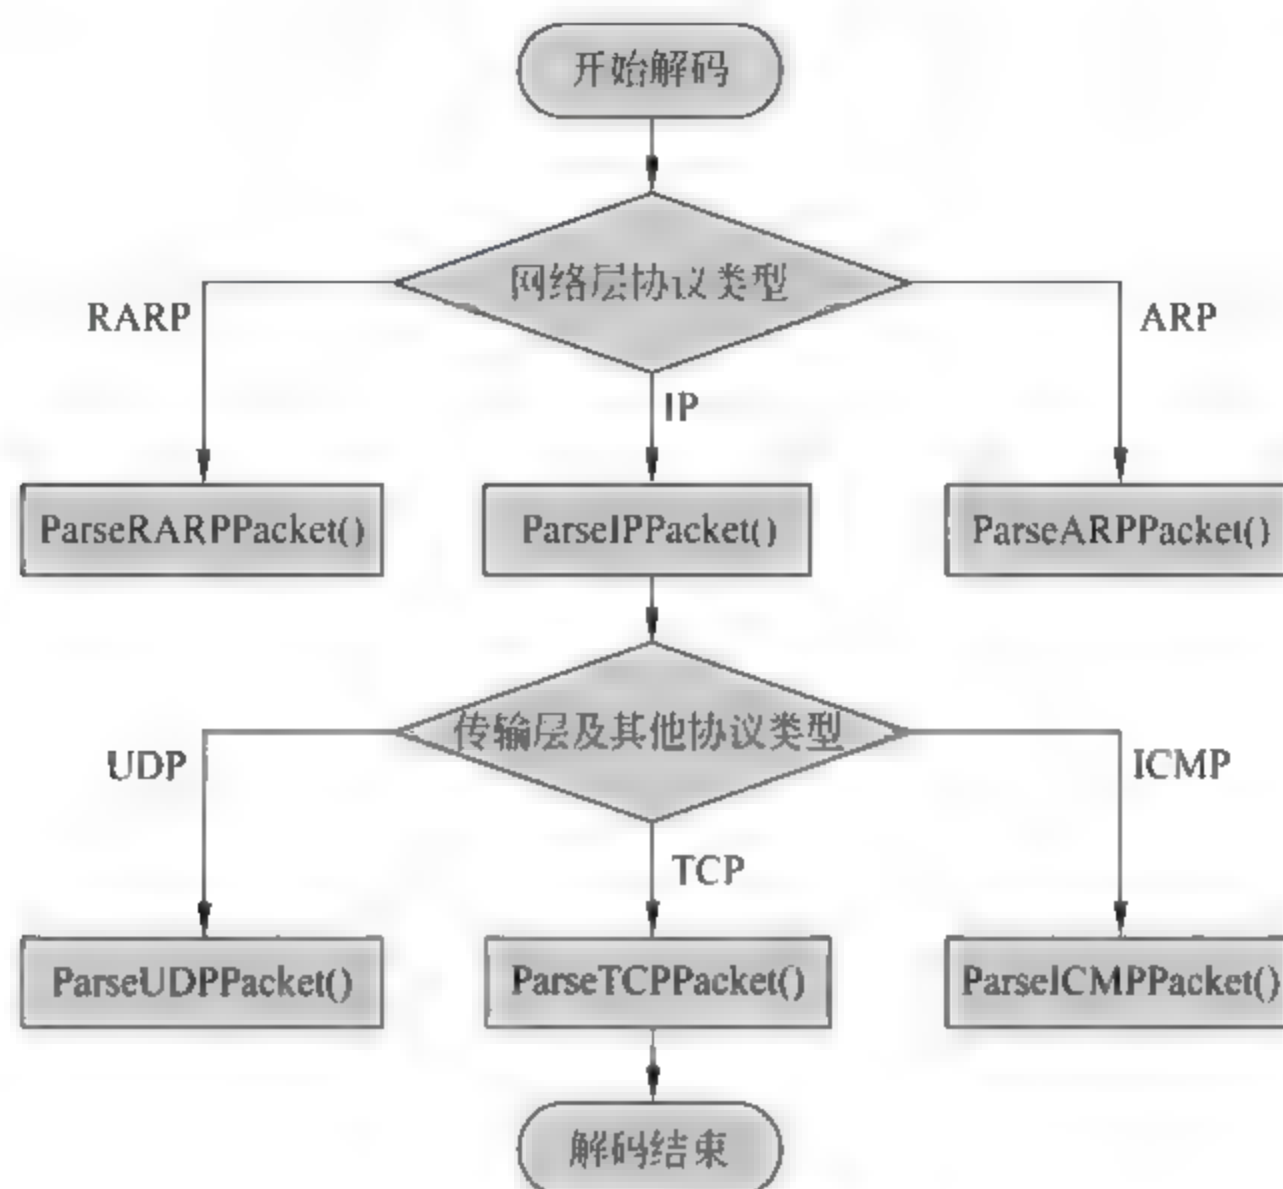 开始解码
网络层协议类型
RARP
ARP
IP
ParseRARPPacket()
ParseIPPacket()
ParseARPPacket()
传输层及其他协议类型
UDP
ICMP
TCP
ParseUDPPacket()
ParseTCPPacket()
ParseICMPPacket()
解码结束